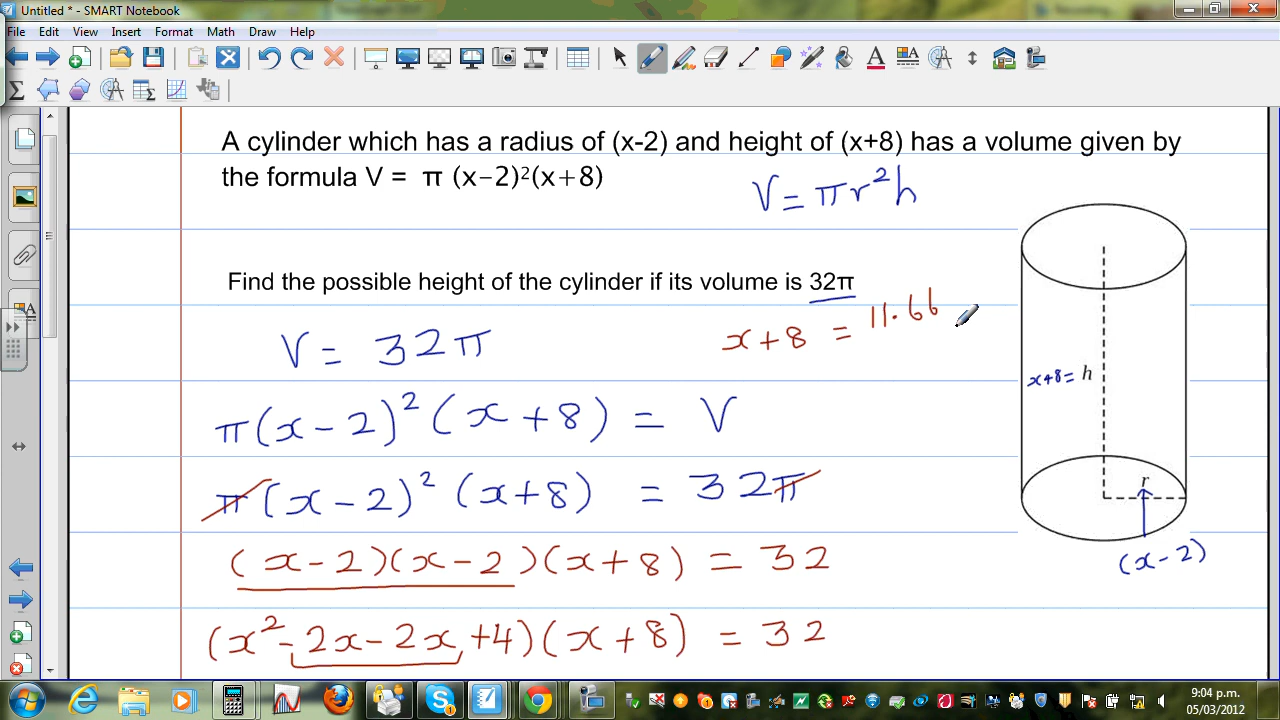 Untitled * - SMART Notebook
File Edit View Insert Format Math Draw Help
A cylinder which has a radius of (x-2) and height of (x+8) has a volume given by
the formula V = π (x−2)²(x+8)
V = πr²h
Find the possible height of the cylinder if its volume is 32π
x+8 = 11.66
V = 32π
x+8= h
π(x-2)²(x+8) = V
π(x-2)²(x+8) = 32π
r
(x-2)(x-2)(x+8) = 32
(x-2)
(x²-2x-2x+4)(x+8) = 32
9:04 p.m.
05/03/2012